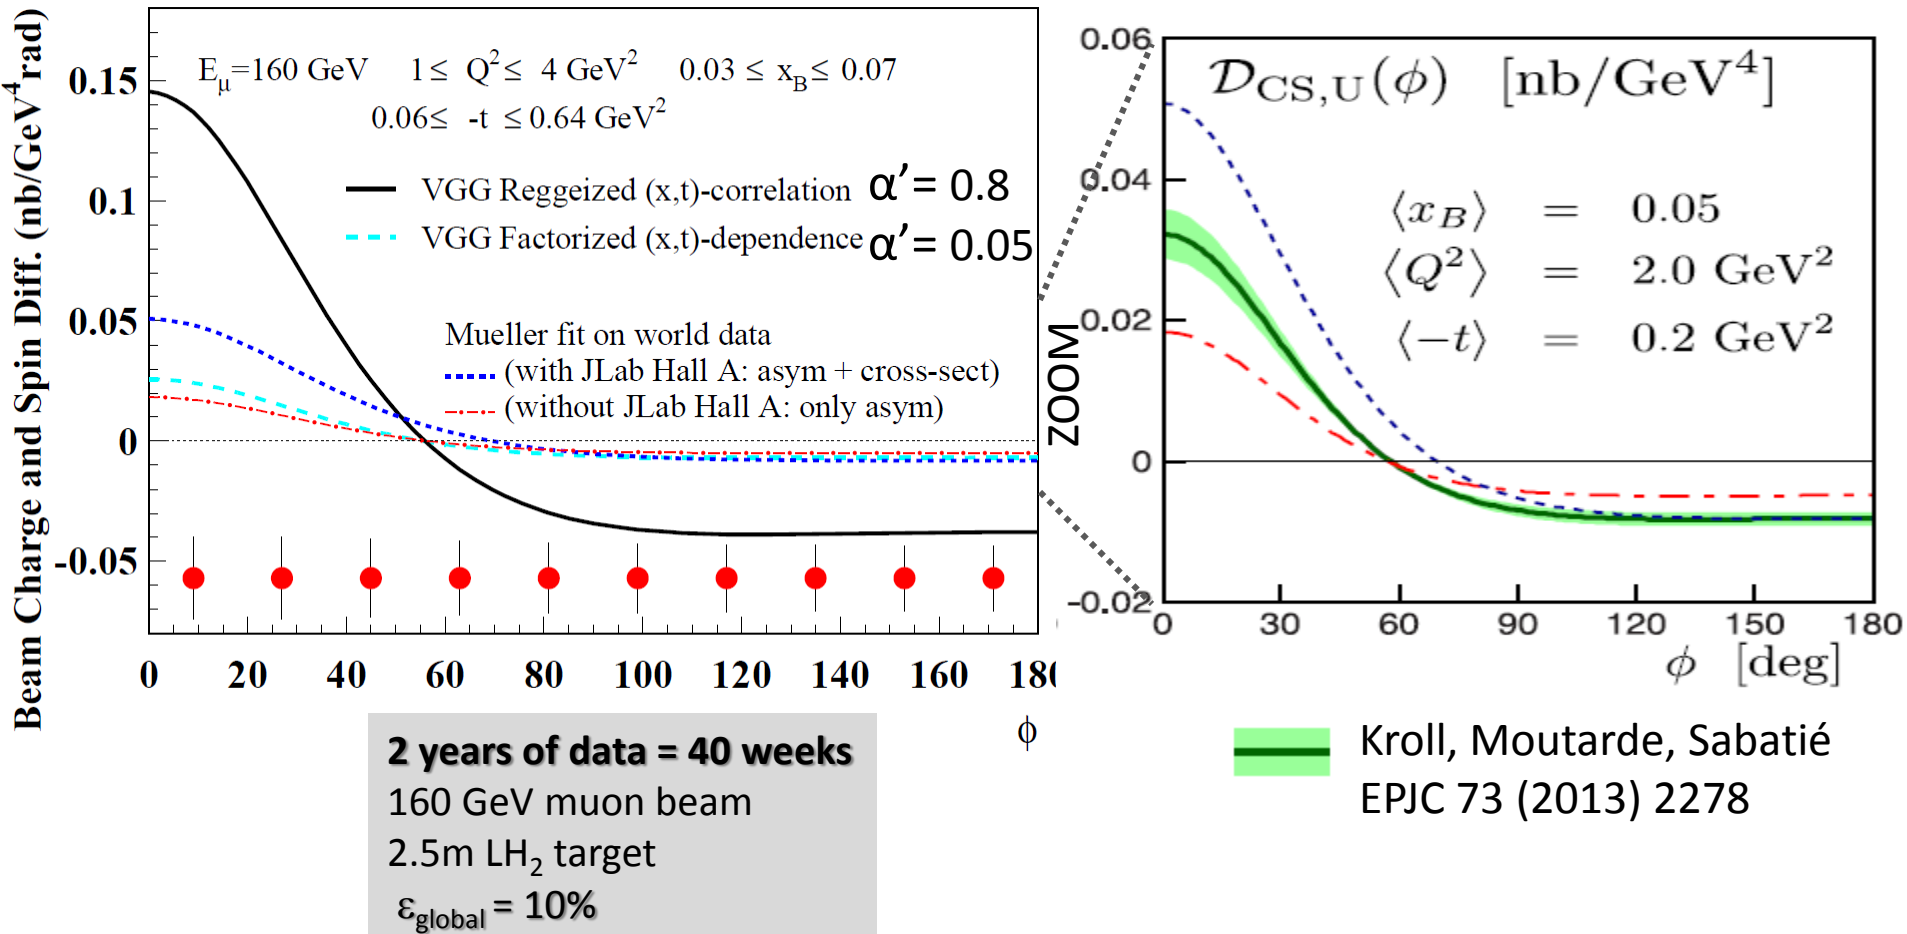 Beam Charge and Spin Diff. (nb/GeV⁴rad)
0.15
0.1
0.05
0
-0.05
E_μ=160 GeV 1≤ Q²≤ 4 GeV² 0.03 ≤ x_B ≤ 0.07
0.06≤ -t ≤ 0.64 GeV²
VGG Reggeized (x,t)-correlation α’= 0.8
VGG Factorized (x,t)-dependence α’= 0.05
Mueller fit on world data
(with JLab Hall A: asym + cross-sect)
(without JLab Hall A: only asym)
0 20 40 60 80 100 120 140 160 180
ϕ
2 years of data = 40 weeks
160 GeV muon beam
2.5m LH₂ target
ε_global = 10%
ZOOM
0.06
0.04
0.02
0
-0.02
𝒟_CS,U(ϕ) [nb/GeV⁴]
⟨x_B⟩ = 0.05
⟨Q²⟩ = 2.0 GeV²
⟨−t⟩ = 0.2 GeV²
0 30 60 90 120 150 180
ϕ [deg]
Kroll, Moutarde, Sabatié
EPJC 73 (2013) 2278